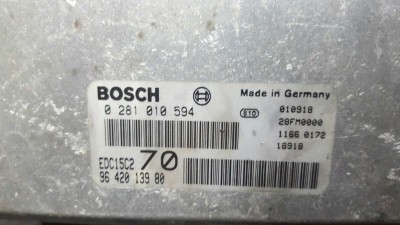 BOSCH
Made in Germany
0 281 010 594
010918
28FM0000
1166 0172
18918
EDC15C2
70
96 420 139 80